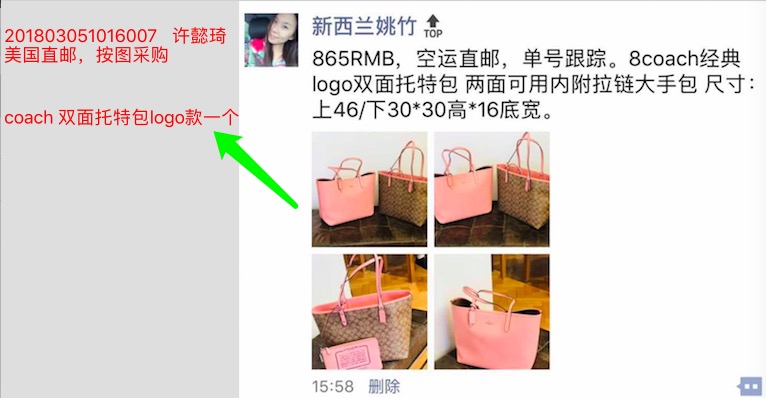 201803051016007 许懿琦
美国直邮，按图采购
coach 双面托特包logo款一个
新西兰姚竹 TOP
865RMB，空运直邮，单号跟踪。8coach经典
logo双面托特包 两面可用内附拉链大手包 尺寸：
上46/下30*30高*16底宽。
15:58 删除